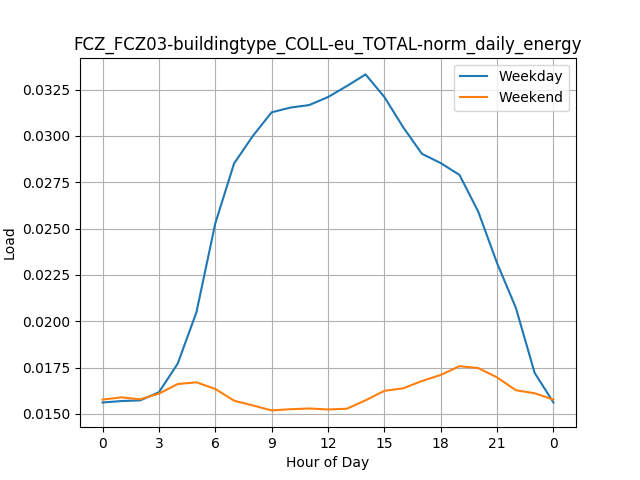 FCZ_FCZ03-buildingtype_COLL-eu_TOTAL-norm_daily_energy
Weekday
Weekend
0.0325
0.0300
0.0275
0.0250
0.0225
0.0200
0.0175
0.0150
Load
0 3 6 9 12 15 18 21 0
Hour of Day